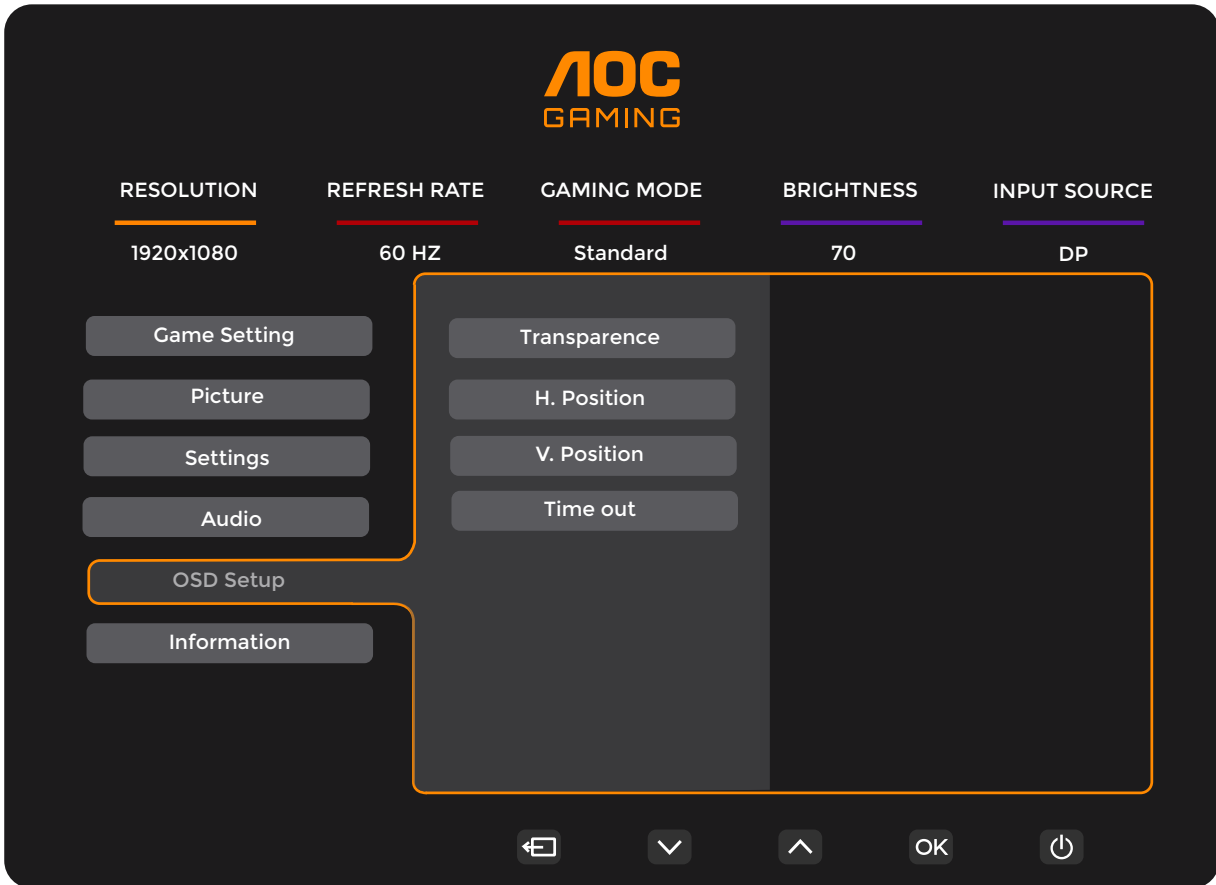 AOC
GAMING
RESOLUTION REFRESH RATE GAMING MODE BRIGHTNESS INPUT SOURCE
1920x1080 60 HZ Standard 70 DP
Game Setting
Picture
Settings
Audio
OSD Setup
Information
Transparence
H. Position
V. Position
Time out
OK